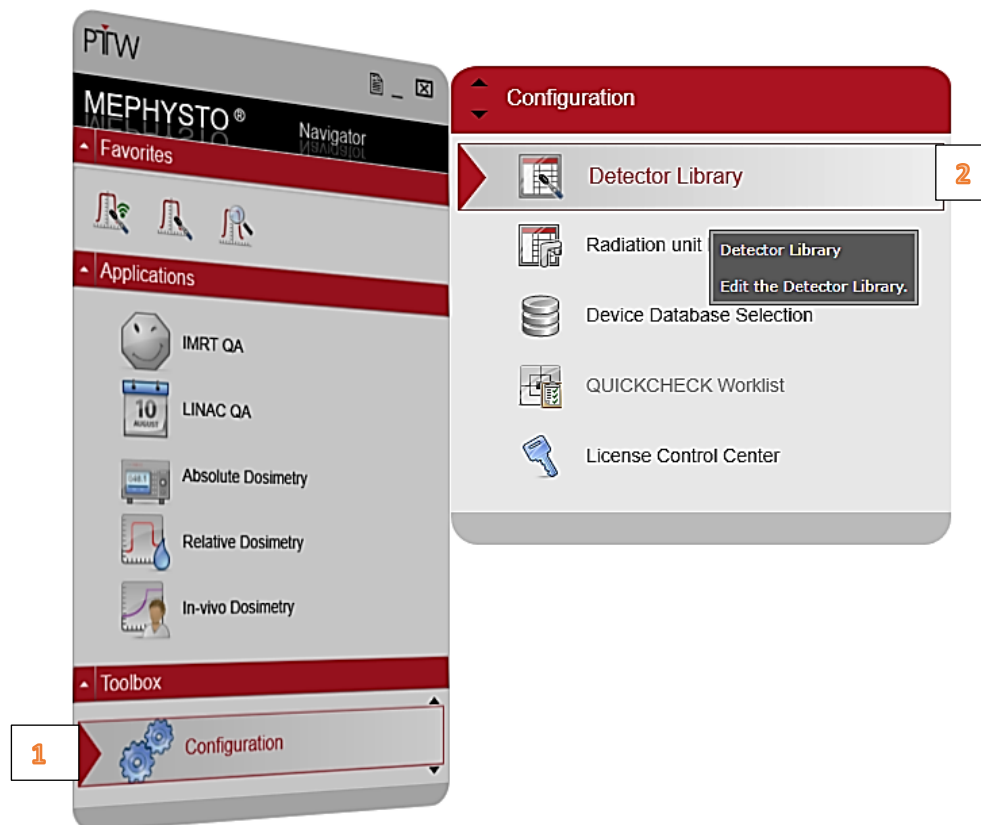 PTW
MEPHYSTO®
Navigator
Favorites
Applications
IMRT QA
10
AUGUST
LINAC QA
Absolute Dosimetry
Relative Dosimetry
In-vivo Dosimetry
Toolbox
1
Configuration
Configuration
Detector Library
2
Radiation unit
Detector Library
Edit the Detector Library.
Device Database Selection
QUICKCHECK Worklist
License Control Center